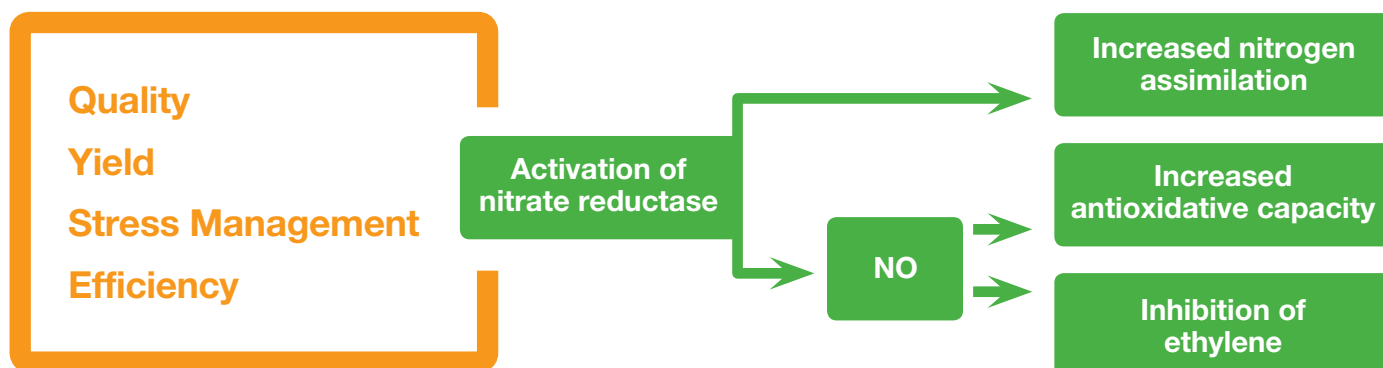 Quality
Yield
Stress Management
Efficiency
Activation of
nitrate reductase
NO
Increased nitrogen
assimilation
Increased
antioxidative capacity
Inhibition of
ethylene